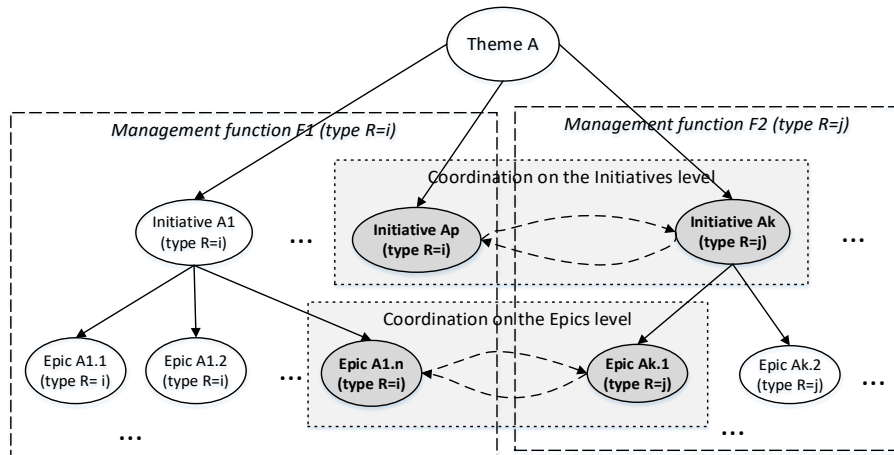 Theme A
Management function F1 (type R=i)
Management function F2 (type R=j)
Coordination on the Initiatives level
Initiative A1
(type R=i)
...
Initiative Ap
(type R=i)
Initiative Ak
(type R=j)
...
Coordination on the Epics level
Epic A1.1
(type R= i)
Epic A1.2
(type R=i)
...
Epic A1.n
(type R=i)
Epic Ak.1
(type R=j)
Epic Ak.2
(type R=j)
...
...
...